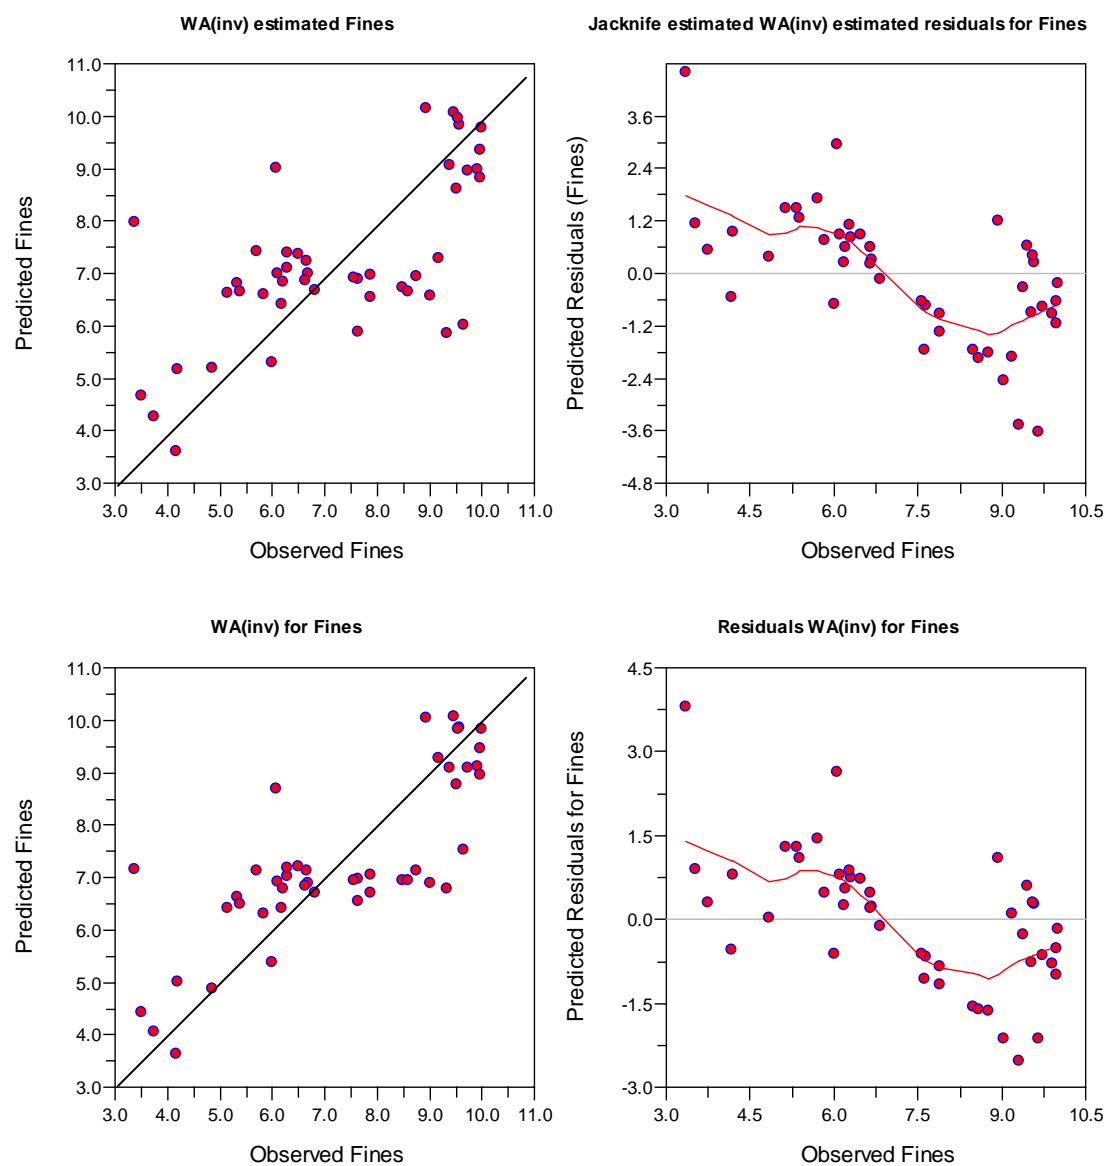 WA(inv) estimated Fines
11.0
10.0
9.0
8.0
7.0
6.0
5.0
4.0
3.0
Predicted Fines
3.0 4.0 5.0 6.0 7.0 8.0 9.0 10.0 11.0
Observed Fines
Jacknife estimated WA(inv) estimated residuals for Fines
3.6
2.4
1.2
0.0
-1.2
-2.4
-3.6
-4.8
Predicted Residuals (Fines)
3.0 4.5 6.0 7.5 9.0 10.5
Observed Fines
WA(inv) for Fines
11.0
10.0
9.0
8.0
7.0
6.0
5.0
4.0
3.0
Predicted Fines
3.0 4.0 5.0 6.0 7.0 8.0 9.0 10.0 11.0
Observed Fines
Residuals WA(inv) for Fines
4.5
3.0
1.5
0.0
-1.5
-3.0
Predicted Residuals for Fines
3.0 4.5 6.0 7.5 9.0 10.5
Observed Fines